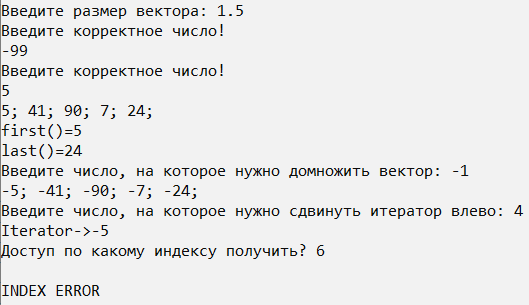 Введите размер вектора: 1.5
Введите корректное число!
-99
Введите корректное число!
5
5; 41; 90; 7; 24;
first()=5
last()=24
Введите число, на которое нужно домножить вектор: -1
-5; -41; -90; -7; -24;
Введите число, на которое нужно сдвинуть итератор влево: 4
Iterator->-5
Доступ по какому индексу получить? 6
INDEX ERROR